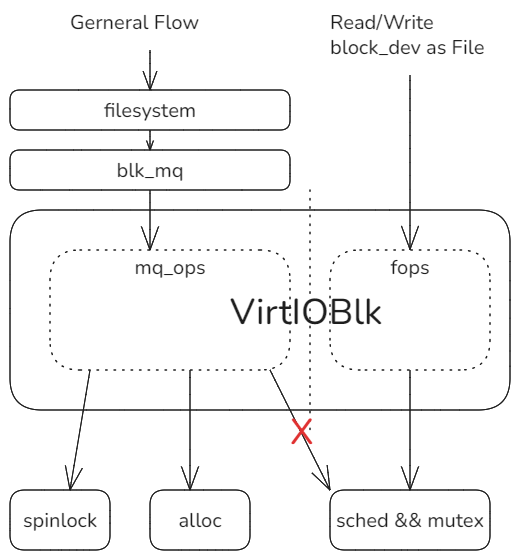 Gerneral Flow
Read/Write
block_dev as File
filesystem
blk_mq
mq_ops
fops
VirtIOBlk
spinlock
alloc
sched && mutex